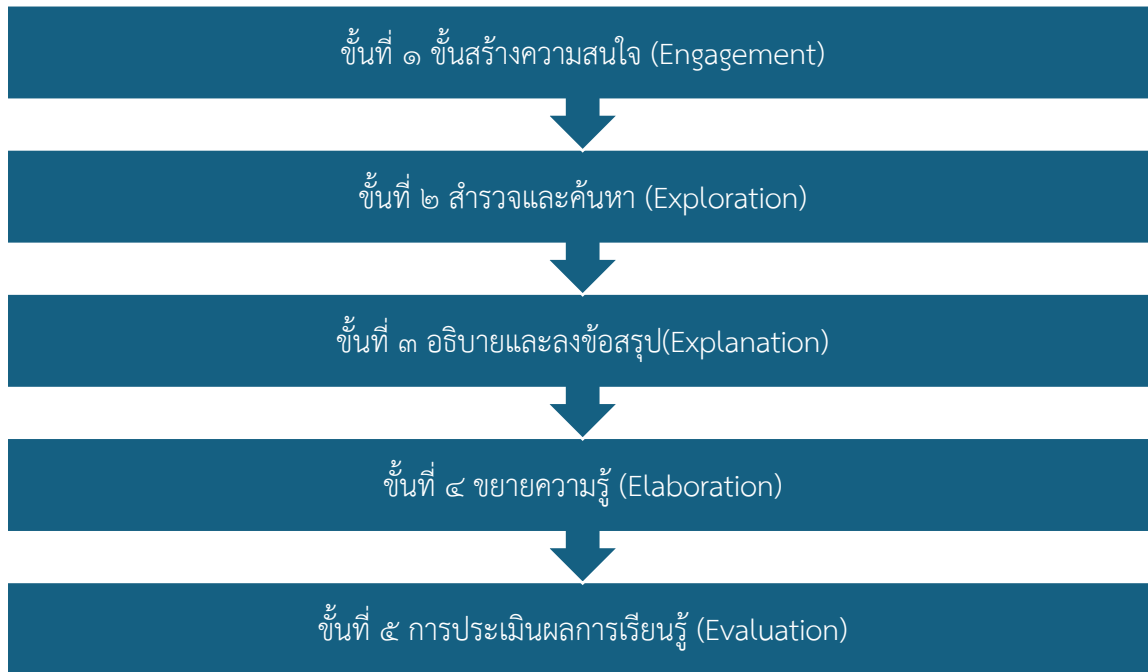 ขั้นที่ ๑ ขั้นสร้างความสนใจ (Engagement)
ขั้นที่ ๒ สำรวจและค้นหา (Exploration)
ขั้นที่ ๓ อธิบายและลงข้อสรุป(Explanation)
ขั้นที่ ๔ ขยายความรู้ (Elaboration)
ขั้นที่ ๕ การประเมินผลการเรียนรู้ (Evaluation)